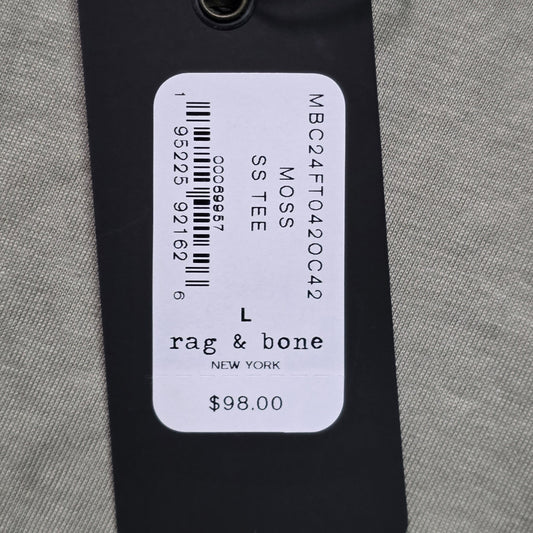 MBC24FT0420C42
MOSS
SS TEE
00069957
1 95225 92162 6
L
rag & bone
NEW YORK
$98.00